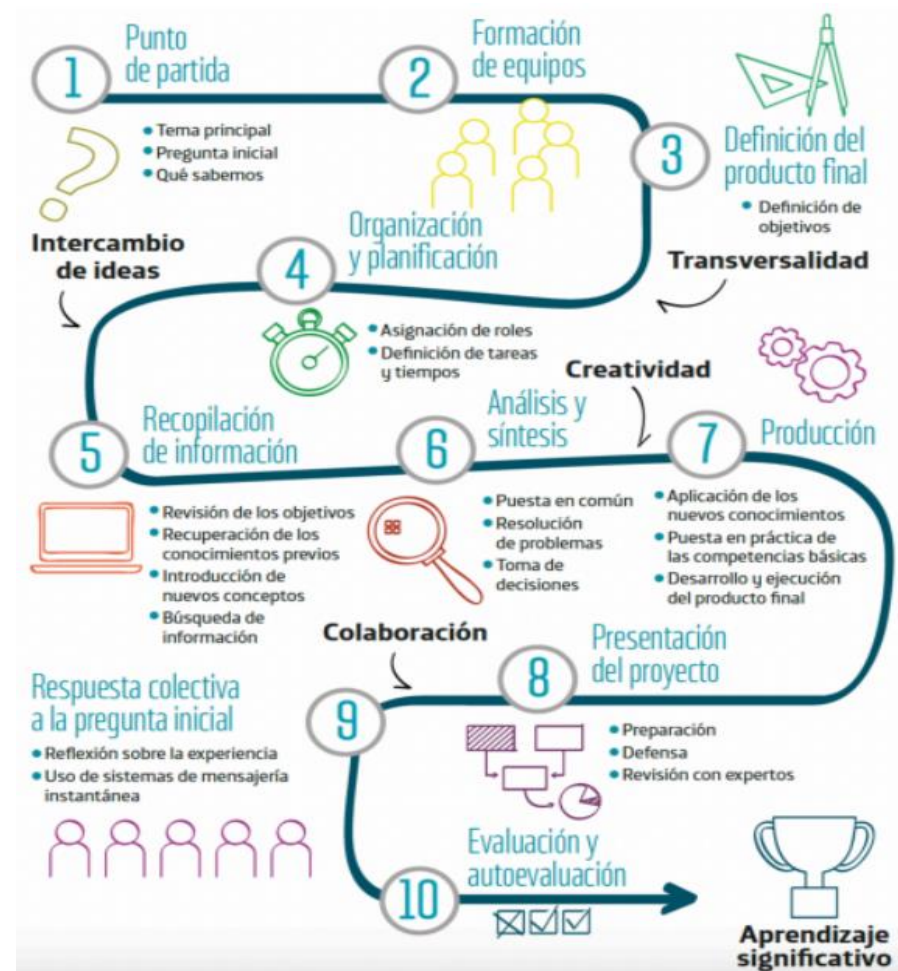 1
Punto
de partida
• Tema principal
• Pregunta inicial
• Qué sabemos
2
Formación
de equipos
3
Definición del
producto final
• Definición de
objetivos
Transversalidad
4
Organización
y planificación
• Asignación de roles
• Definición de tareas
y tiempos
Intercambio
de ideas
5
Recopilación
de información
• Revisión de los objetivos
• Recuperación de los
conocimientos previos
• Introducción de
nuevos conceptos
• Búsqueda de
información
6
Análisis y
síntesis
• Puesta en común
• Resolución
de problemas
• Toma de
decisiones
Creatividad
7
Producción
• Aplicación de los
nuevos conocimientos
• Puesta en práctica de
las competencias básicas
• Desarrollo y ejecución
del producto final
8
Presentación
del proyecto
• Preparación
• Defensa
• Revisión con expertos
Colaboración
9
Respuesta colectiva
a la pregunta inicial
• Reflexión sobre la experiencia
• Uso de sistemas de mensajería
instantánea
10
Evaluación y
autoevaluación
Aprendizaje
significativo